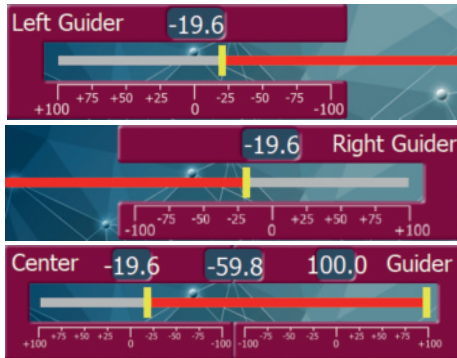 Left Guider -19.6
+100 +75 +50 +25 0 -25 -50 -75 -100
-19.6 Right Guider
-100 -75 -50 -25 0 +25 +50 +75 +100
Center -19.6 -59.8 100.0 Guider
+100 +75 +50 +25 0 -25 -50 -75 -100 -100 -75 -50 -25 0 +25 +50 +75 +100